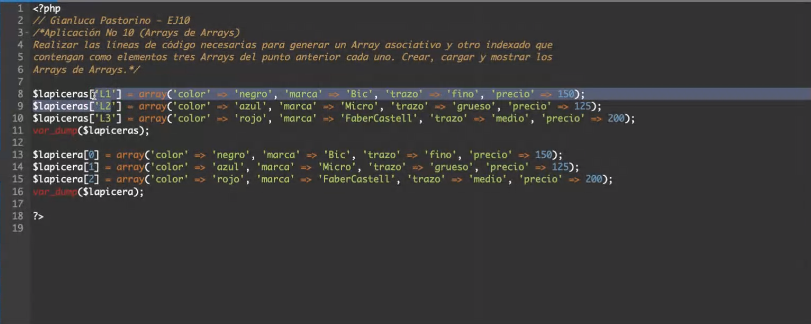 1 <?php
2 // Gianluca Pastorino - EJ10
3 /*Aplicación No 10 (Arrays de Arrays)
4 Realizar las líneas de código necesarias para generar un Array asociativo y otro indexado que
5 contengan como elementos tres Arrays del punto anterior cada uno. Crear, cargar y mostrar los
6 Arrays de Arrays.*/
7
8 $lapiceras['L1'] = array('color' => 'negro', 'marca' => 'Bic', 'trazo' => 'fino', 'precio' => 150);
9 $lapiceras['L2'] = array('color' => 'azul', 'marca' => 'Micro', 'trazo' => 'grueso', 'precio' => 125);
10 $lapiceras['L3'] = array('color' => 'rojo', 'marca' => 'FaberCastell', 'trazo' => 'medio', 'precio' => 200);
11 var_dump($lapiceras);
12
13 $lapicera[0] = array('color' => 'negro', 'marca' => 'Bic', 'trazo' => 'fino', 'precio' => 150);
14 $lapicera[1] = array('color' => 'azul', 'marca' => 'Micro', 'trazo' => 'grueso', 'precio' => 125);
15 $lapicera[2] = array('color' => 'rojo', 'marca' => 'FaberCastell', 'trazo' => 'medio', 'precio' => 200);
16 var_dump($lapicera);
17
18 ?>
19